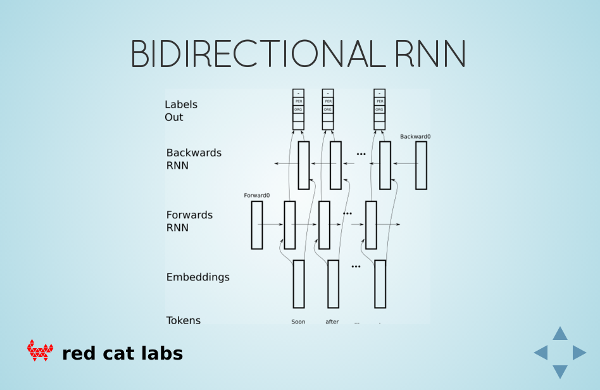 BIDIRECTIONAL RNN
Labels
Out
-
PER
ORG
-
PER
ORG
-
PER
ORG
Backward0
Backwards
RNN
...
Forward0
Forwards
RNN
...
Embeddings
...
Tokens
Soon after ... .
red cat labs